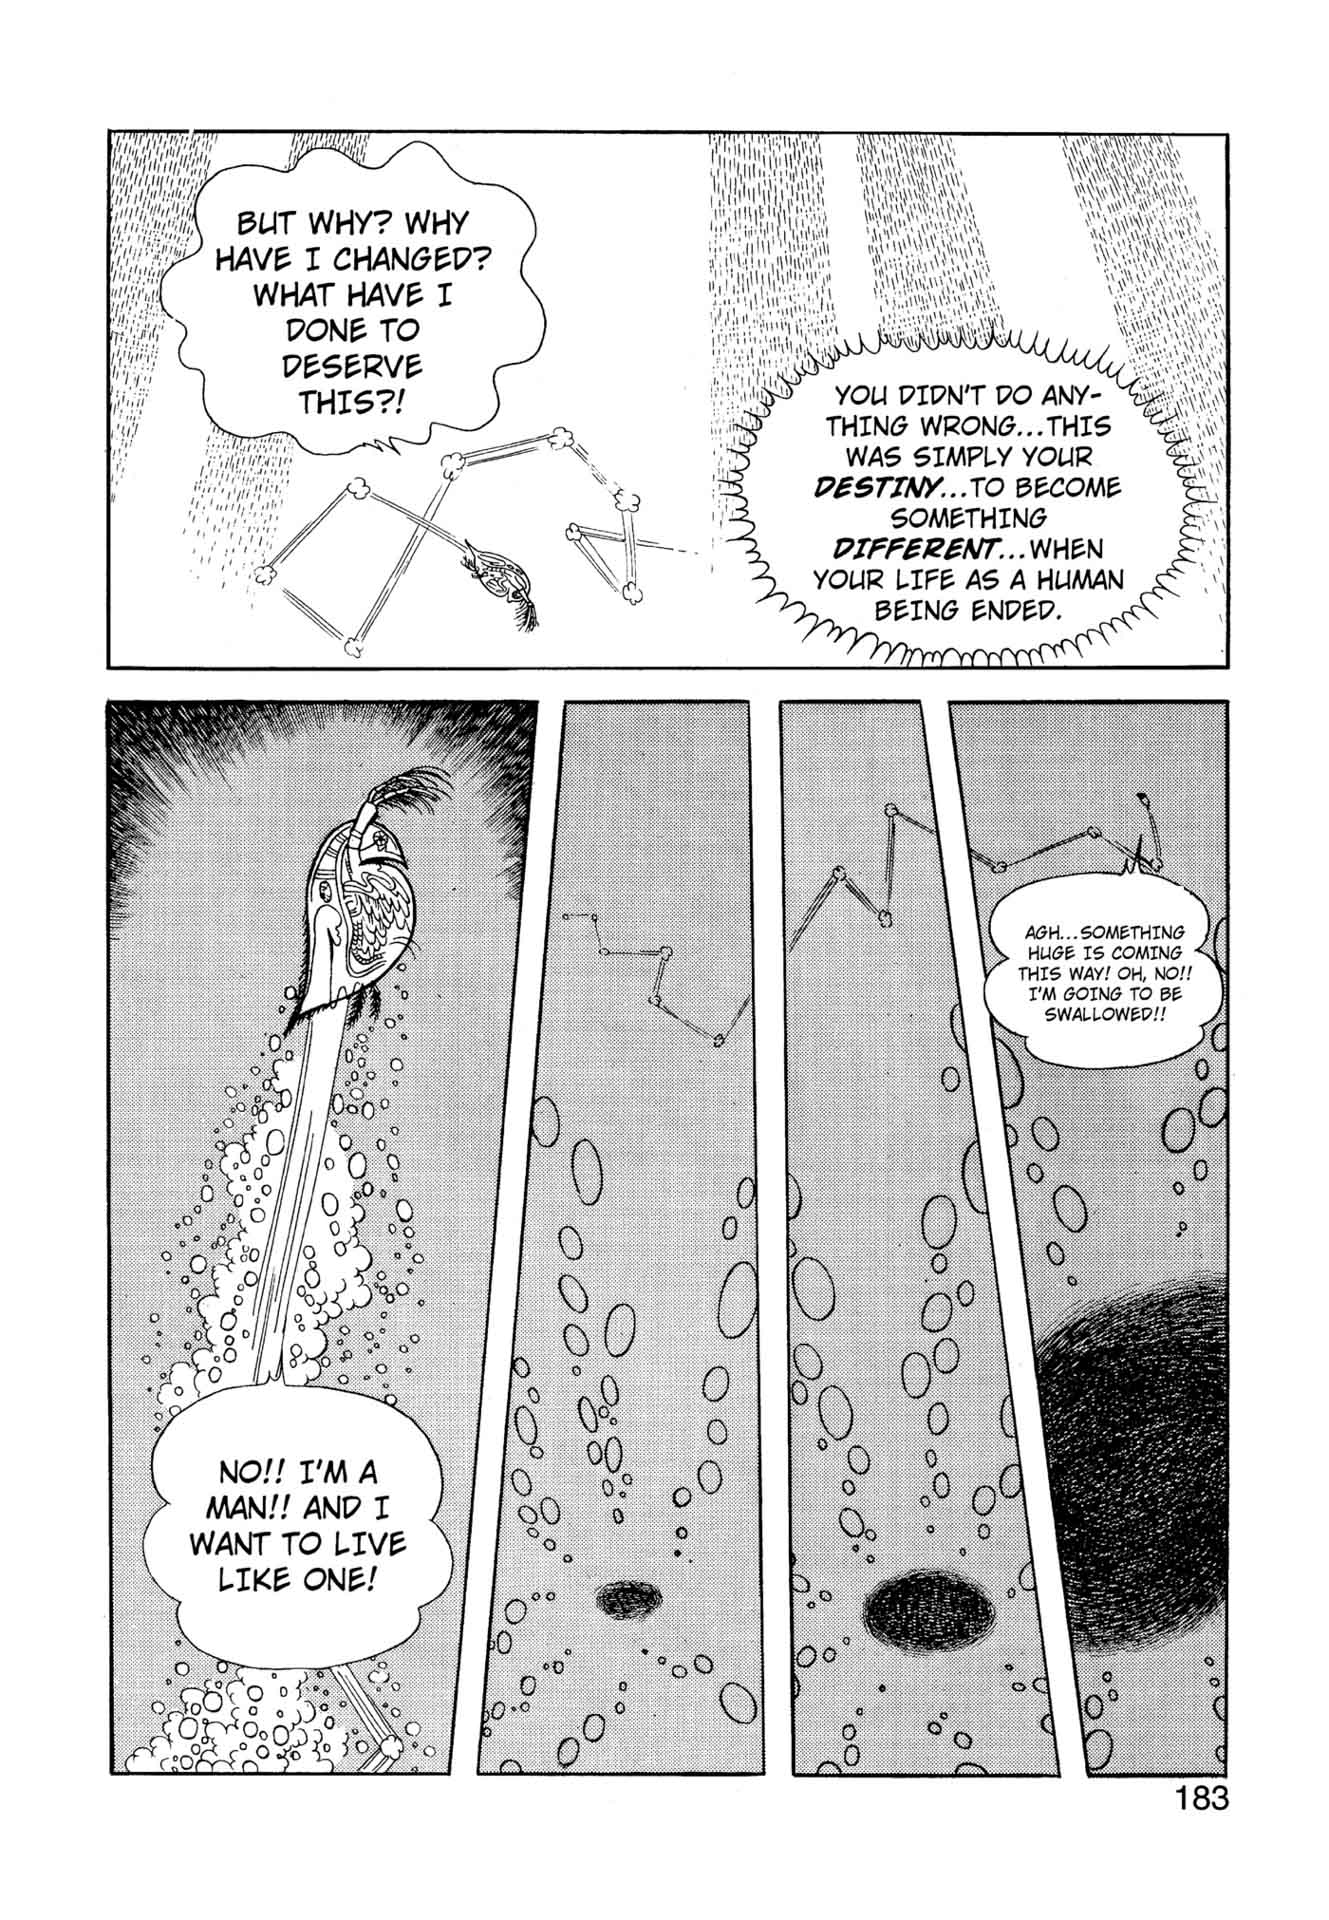 BUT WHY? WHY
HAVE I CHANGED?
WHAT HAVE I
DONE TO
DESERVE
THIS?!
YOU DIDN'T DO ANY-
THING WRONG...THIS
WAS SIMPLY YOUR
DESTINY...TO BECOME
SOMETHING
DIFFERENT...WHEN
YOUR LIFE AS A HUMAN
BEING ENDED.
NO!! I'M A
MAN!! AND I
WANT TO LIVE
LIKE ONE!
AGH...SOMETHING
HUGE IS COMING
THIS WAY! OH, NO!!
I'M GOING TO BE
SWALLOWED!!
183